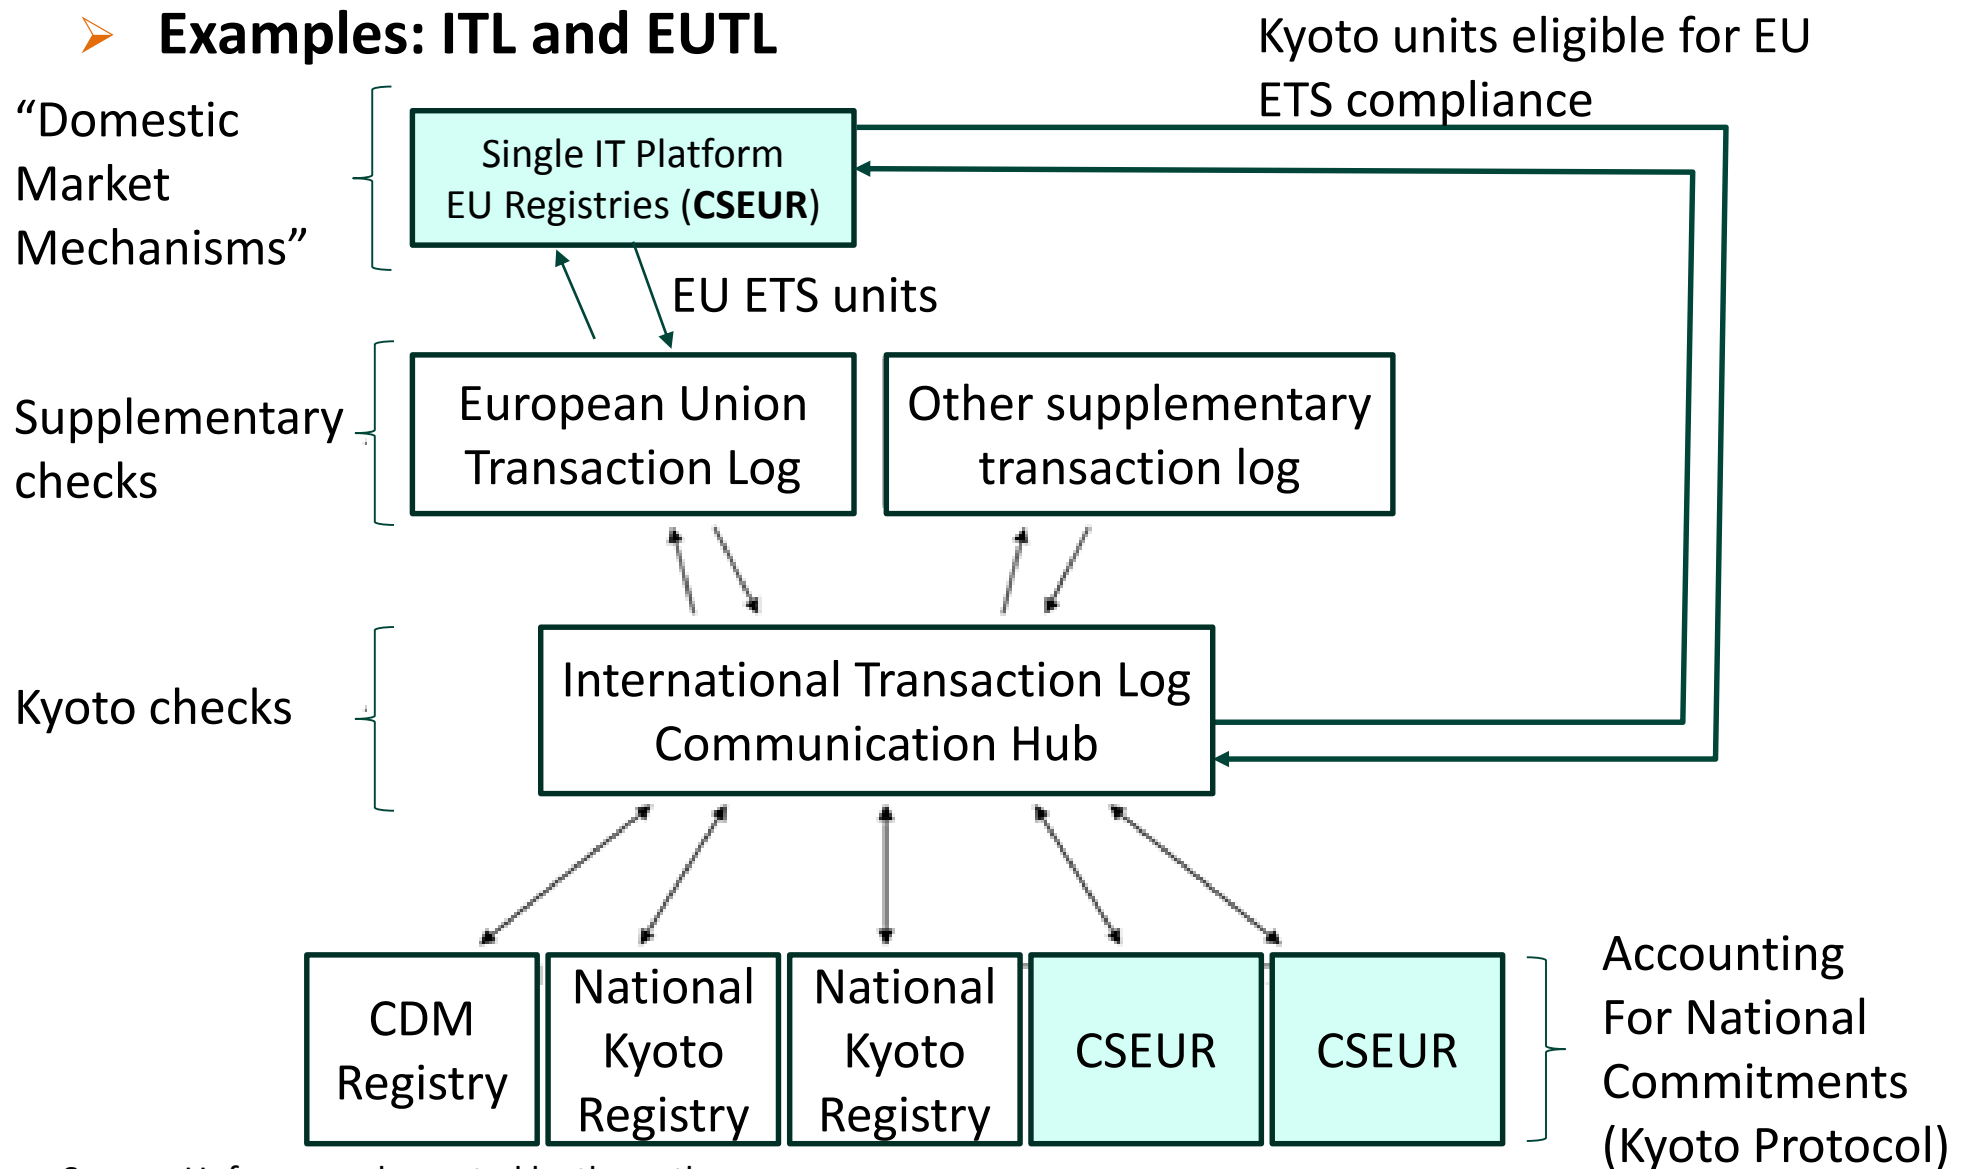 Examples: ITL and EUTL
Kyoto units eligible for EU
ETS compliance
“Domestic
Market
Mechanisms”
Single IT Platform
EU Registries (CSEUR)
EU ETS units
Supplementary
checks
European Union
Transaction Log
Other supplementary
transaction log
Kyoto checks
International Transaction Log
Communication Hub
CDM
Registry
National
Kyoto
Registry
National
Kyoto
Registry
CSEUR
CSEUR
Accounting
For National
Commitments
(Kyoto Protocol)